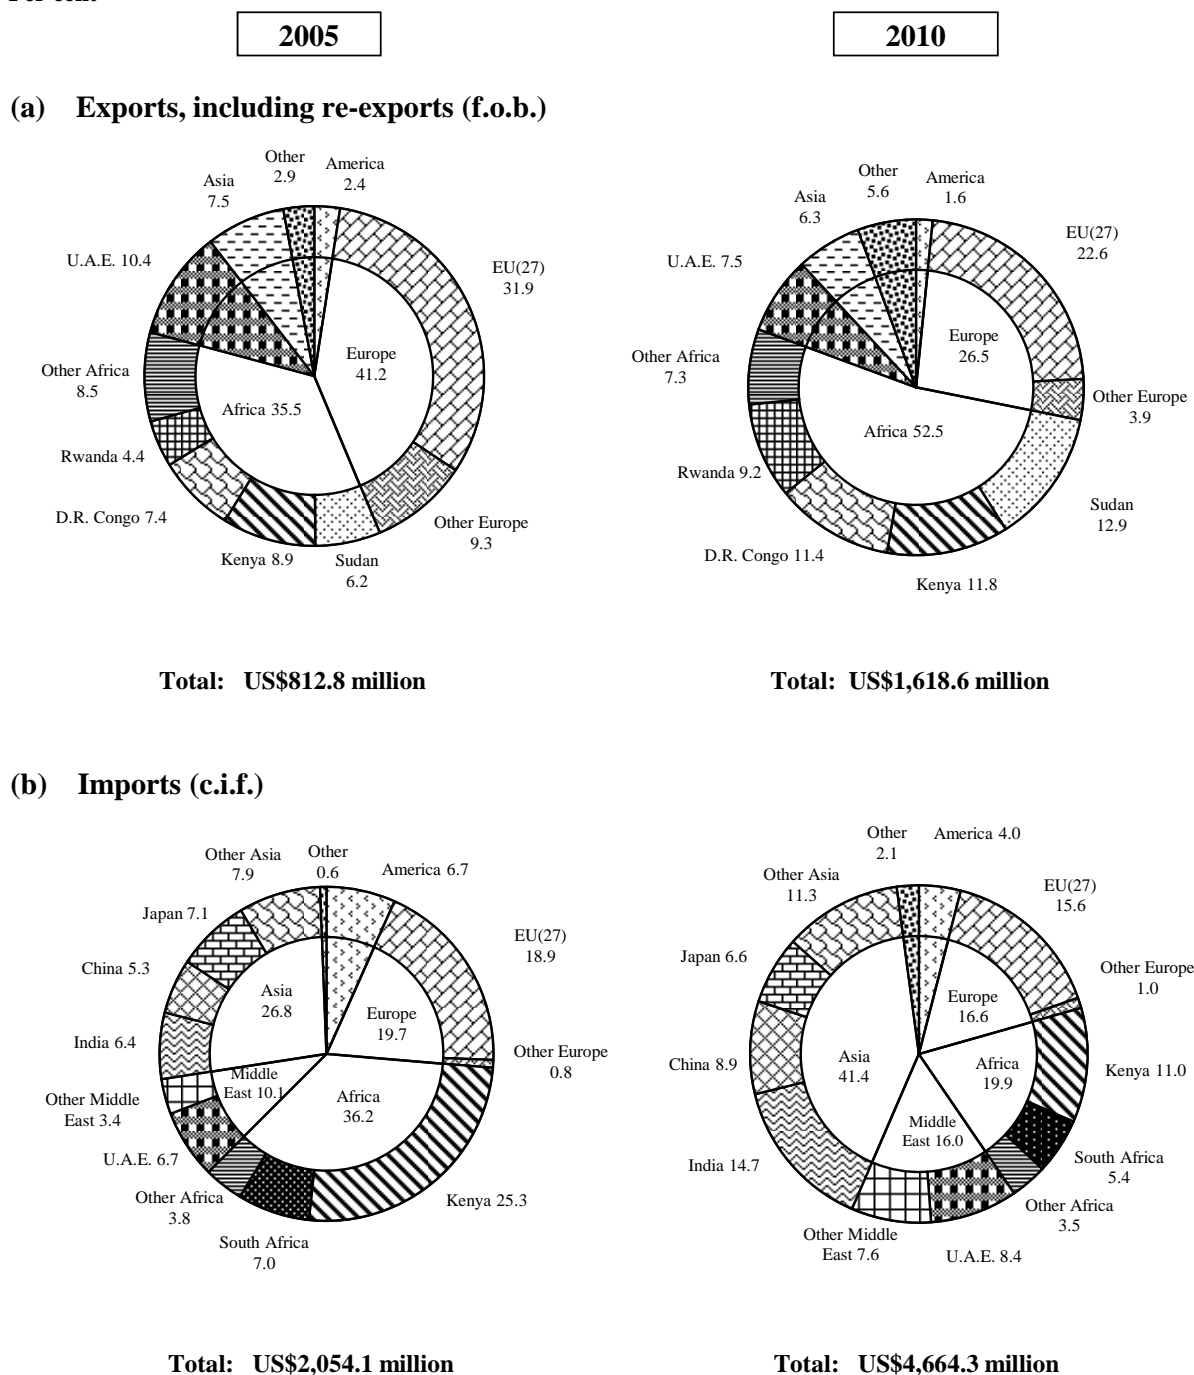 Per cent
2005
2010
(a) Exports, including re-exports (f.o.b.)
Other
2.9
America
2.4
Asia
7.5
U.A.E. 10.4
EU(27)
31.9
Europe
41.2
Other Africa
8.5
Africa 35.5
Rwanda 4.4
D.R. Congo 7.4
Kenya 8.9
Sudan
6.2
Other Europe
9.3
Other
5.6
America
1.6
Asia
6.3
EU(27)
22.6
U.A.E. 7.5
Europe
26.5
Other Africa
7.3
Other Europe
3.9
Africa 52.5
Rwanda 9.2
Sudan
12.9
D.R. Congo 11.4
Kenya 11.8
Total: US$812.8 million
Total: US$1,618.6 million
(b) Imports (c.i.f.)
Other Asia
7.9
Other
0.6
America 6.7
Japan 7.1
EU(27)
18.9
China 5.3
Asia
26.8
Europe
19.7
India 6.4
Other Europe
0.8
Middle
East 10.1
Africa
36.2
Other Middle
East 3.4
U.A.E. 6.7
Other Africa
3.8
Kenya 25.3
South Africa
7.0
Other
2.1
America 4.0
Other Asia
11.3
EU(27)
15.6
Japan 6.6
Other Europe
1.0
Europe
16.6
China 8.9
Asia
41.4
Africa
19.9
Kenya 11.0
Middle
East 16.0
India 14.7
South Africa
5.4
Other Africa
3.5
Other Middle
East 7.6
U.A.E. 8.4
Total: US$2,054.1 million
Total: US$4,664.3 million